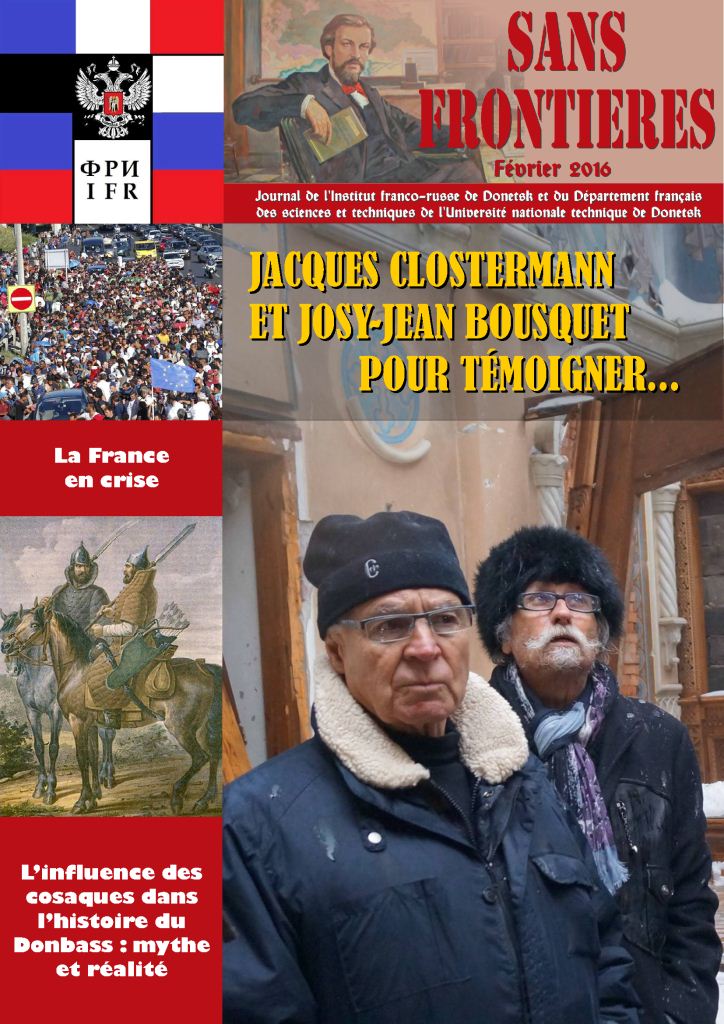 ФРИ
IFR
SANS
FRONTIERES
Février 2016
Journal de l'Institut franco-russe de Donetsk et du Département français
des sciences et techniques de l'Université nationale technique de Donetsk
JACQUES CLOSTERMANN
ET JOSY-JEAN BOUSQUET
POUR TÉMOIGNER...
La France
en crise
L'influence des
cosaques dans
l'histoire du
Donbass : mythe
et réalité